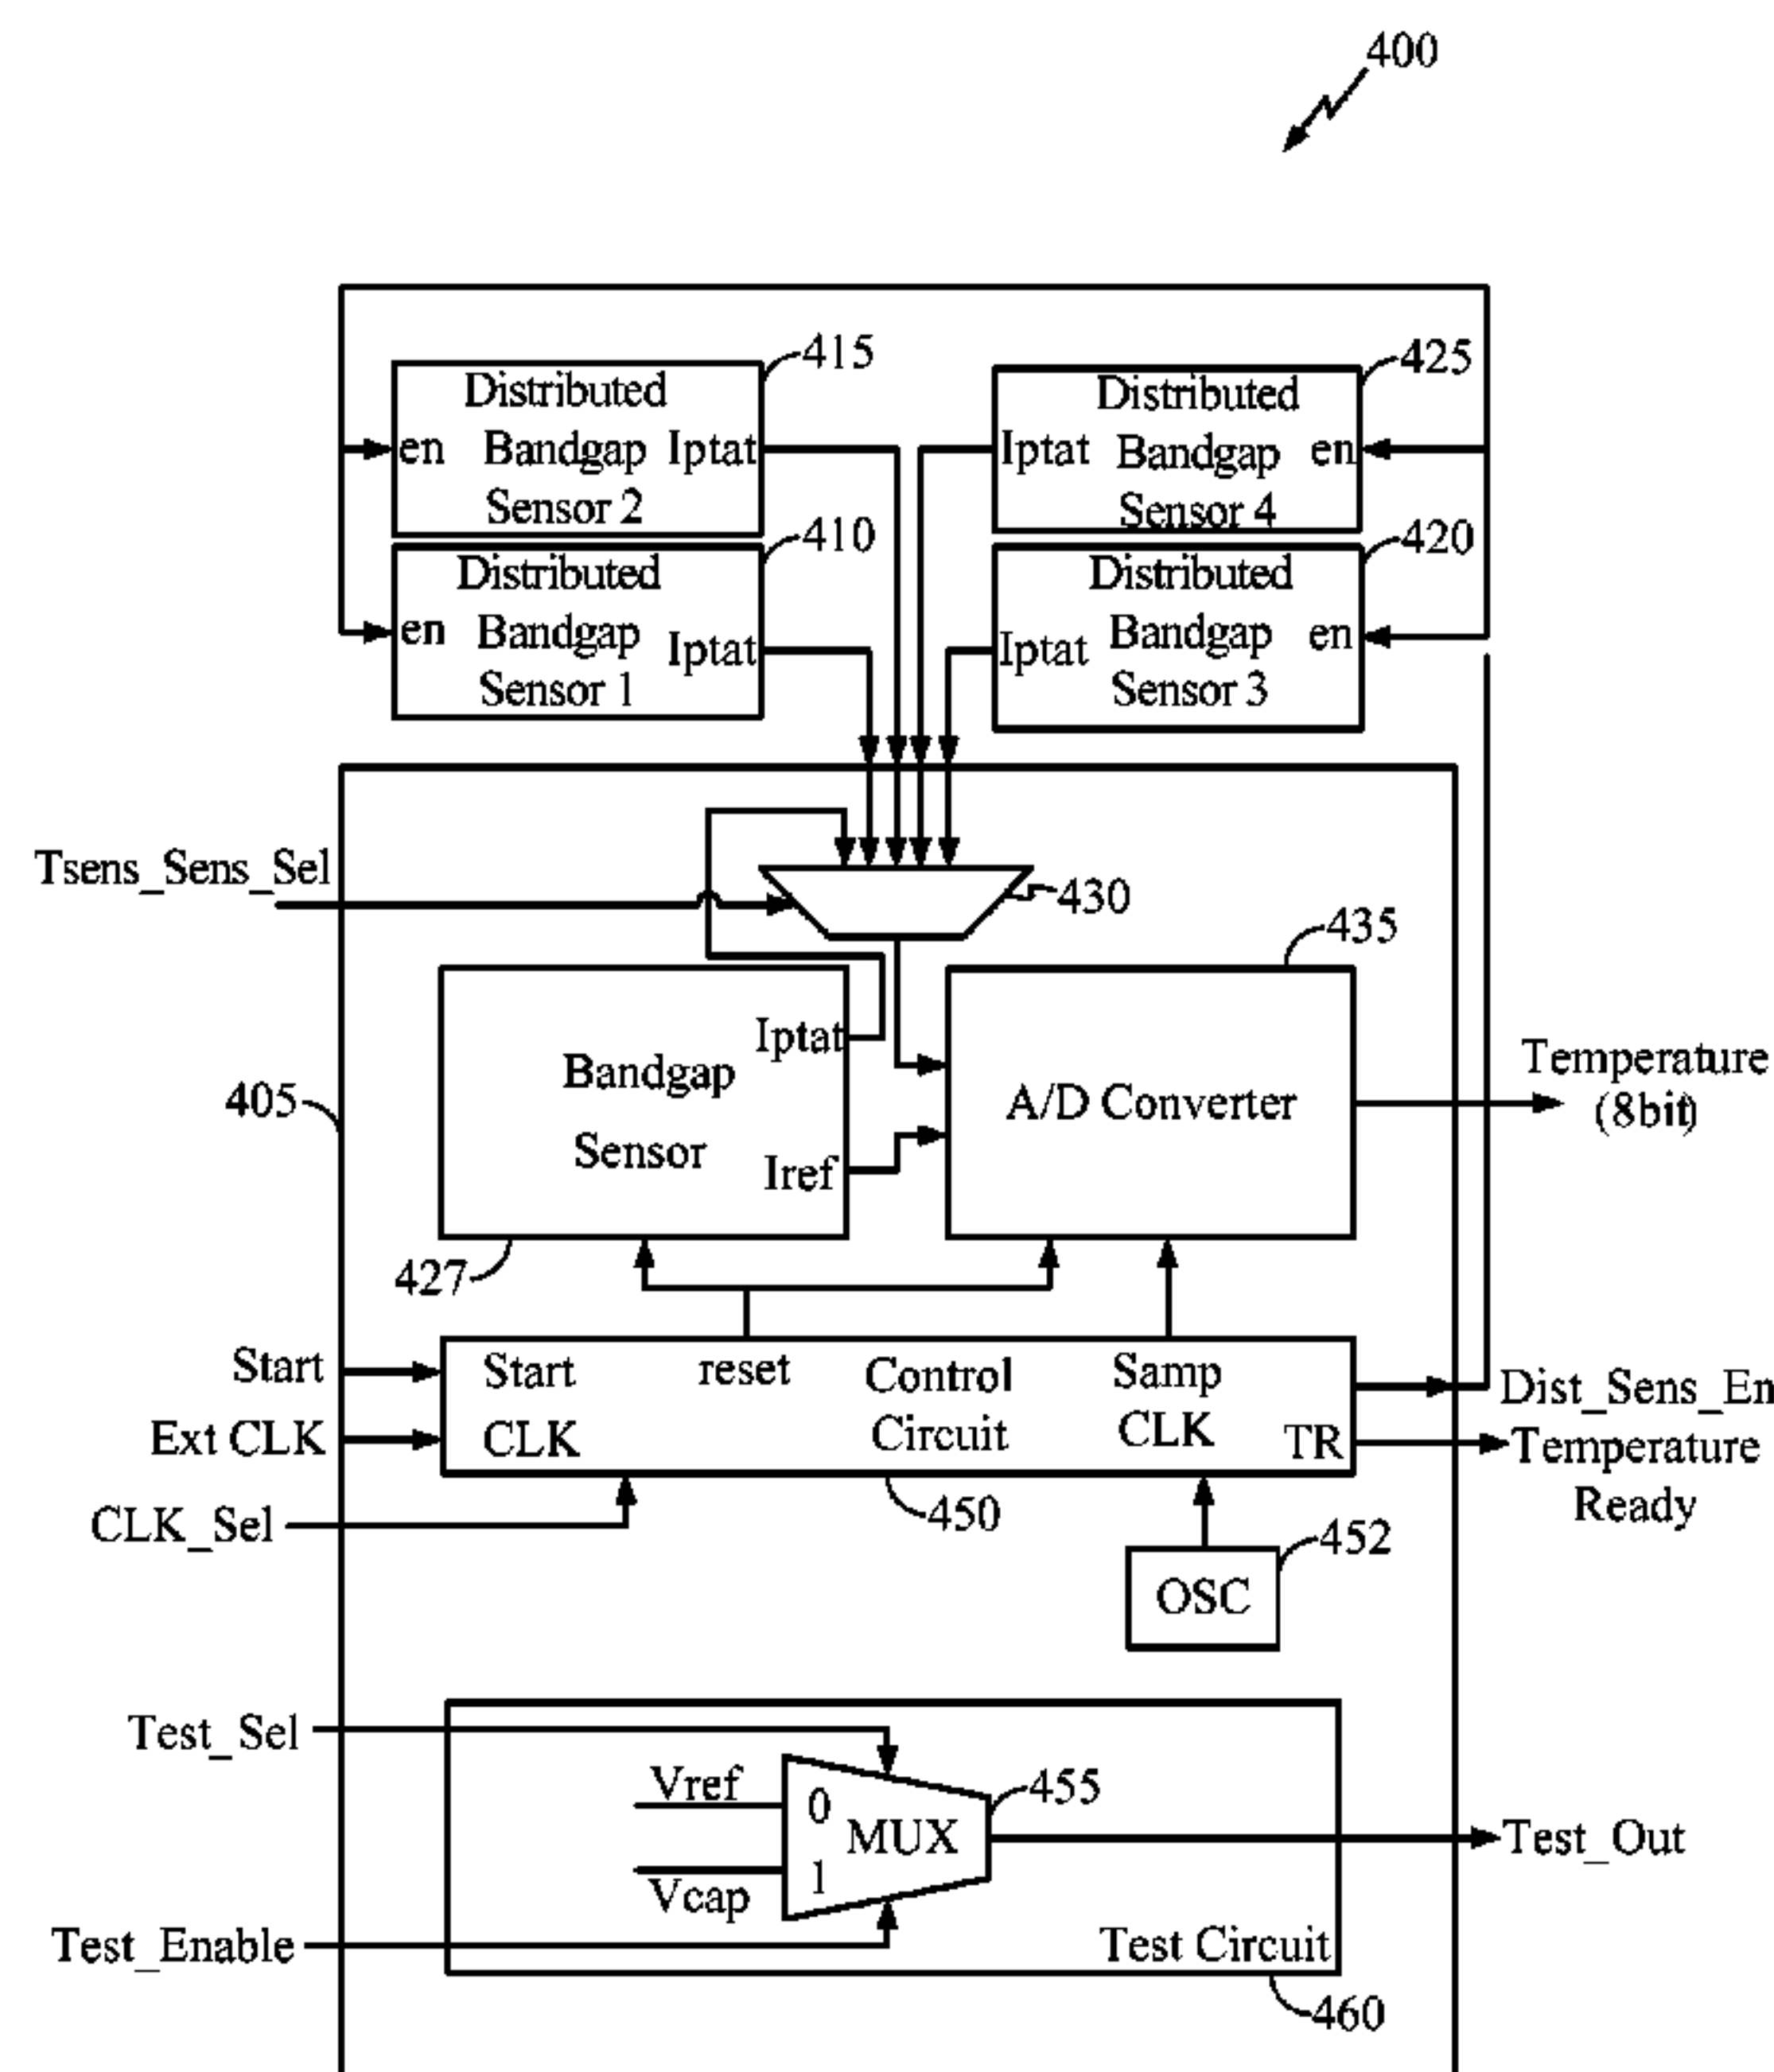 400
415
Distributed
en Bandgap Iptat
Sensor 2
425
Distributed
Iptat Bandgap en
Sensor 4
410
Distributed
en Bandgap Iptat
Sensor 1
420
Distributed
Iptat Bandgap en
Sensor 3
Tsens_Sens_Sel
430
435
405
Iptat
Bandgap
Sensor
Iref
427
A/D Converter
Temperature
(8bit)
Start
Ext CLK
CLK_Sel
Start reset Control Samp
CLK Circuit CLK TR
450
Dist_Sens_En
Temperature
Ready
452
OSC
Test_Sel
Vref
0
MUX
1
Vcap
455
Test_Out
Test_Enable
Test Circuit
460